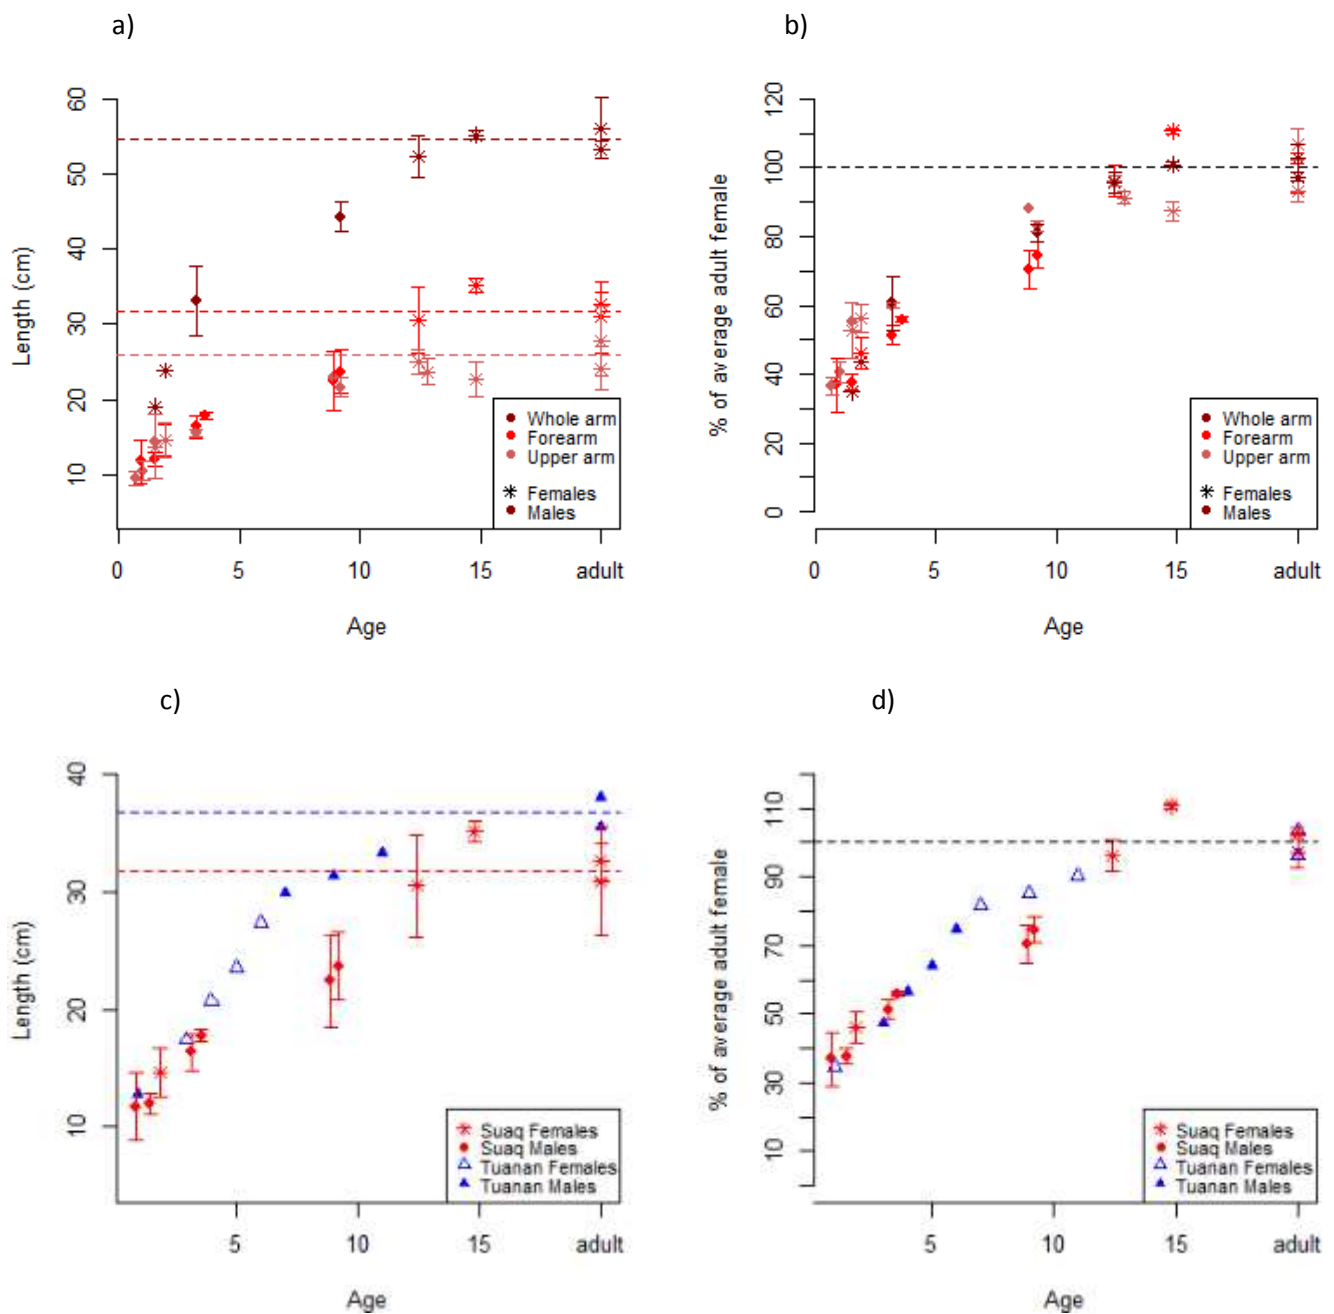 a)
60
50
40
30
20
10
Length (cm)
0 5 10 15 adult
Age
Whole arm
Forearm
Upper arm
Females
Males
b)
120
100
80
60
40
20
0
% of average adult female
0 5 10 15 adult
Age
Whole arm
Forearm
Upper arm
Females
Males
c)
40
30
20
10
Length (cm)
5 10 15 adult
Age
Suaq Females
Suaq Males
Tuanan Females
Tuanan Males
d)
110
90
70
50
30
10
% of average adult female
5 10 15 adult
Age
Suaq Females
Suaq Males
Tuanan Females
Tuanan Males